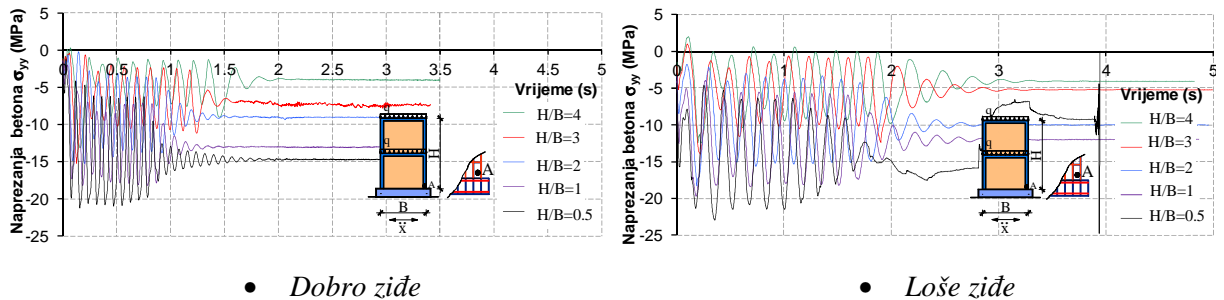 Naprezanja betona σyy (MPa)
5
0
-5
-10
-15
-20
-25
0 0.5 1 1.5 2 2.5 3 3.5 4 4.5 5
Vrijeme (s)
H/B=4
H/B=3
H/B=2
H/B=1
H/B=0.5
q
q
H
A
B
ẍ
A
• Dobro ziđe
Naprezanja betona σyy (MPa)
5
0
-5
-10
-15
-20
-25
0 1 2 3 4 5
Vrijeme (s)
H/B=4
H/B=3
H/B=2
H/B=1
H/B=0.5
q
q
H
A
B
ẍ
A
• Loše ziđe